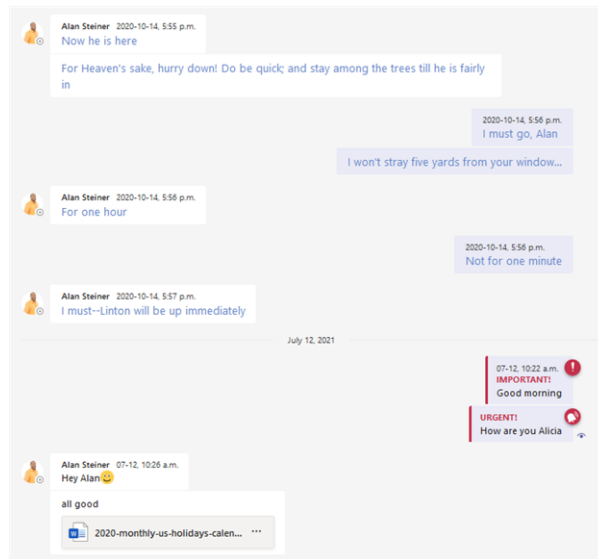 Alan Steiner 2020-10-14, 5:55 p.m.
Now he is here
For Heaven's sake, hurry down! Do be quick; and stay among the trees till he is fairly
in
2020-10-14, 5:56 p.m.
I must go, Alan
I won't stray five yards from your window...
Alan Steiner 2020-10-14, 5:56 p.m.
For one hour
2020-10-14, 5:56 p.m.
Not for one minute
Alan Steiner 2020-10-14, 5:57 p.m.
I must--Linton will be up immediately
July 12, 2021
07-12, 10:22 a.m.
IMPORTANT!
Good morning
URGENT!
How are you Alicia
Alan Steiner 07-12, 10:26 a.m.
Hey Alan😀
all good
2020-monthly-us-holidays-calen... ...